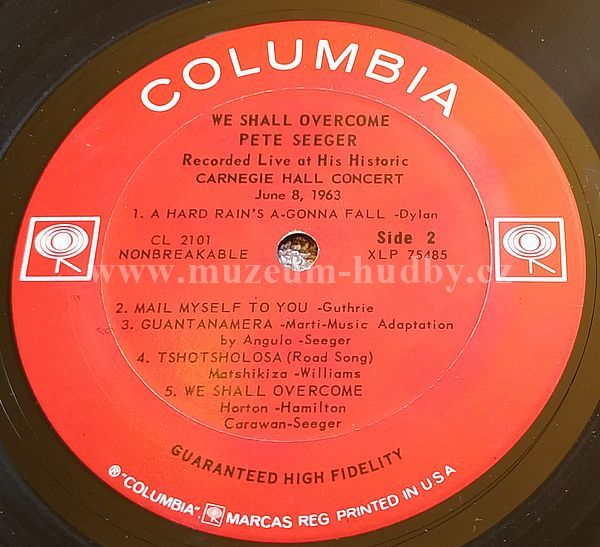 COLUMBIA
WE SHALL OVERCOME
PETE SEEGER
Recorded Live at His Historic
CARNEGIE HALL CONCERT
June 8, 1963
1. A HARD RAIN'S A-GONNA FALL -Dylan
CL 2101
NONBREAKABLE
Side 2
XLP 75485
www.muzeum-hudby.cz
2. MAIL MYSELF TO YOU -Guthrie
3. GUANTANAMERA -Marti-Music Adaptation
by Angulo -Seeger
4. TSHOTSHOLOSA (Road Song)
Matshikiza -Williams
5. WE SHALL OVERCOME
Horton -Hamilton
Carawan-Seeger
GUARANTEED HIGH FIDELITY
® "COLUMBIA", MARCAS REG PRINTED IN U.S.A